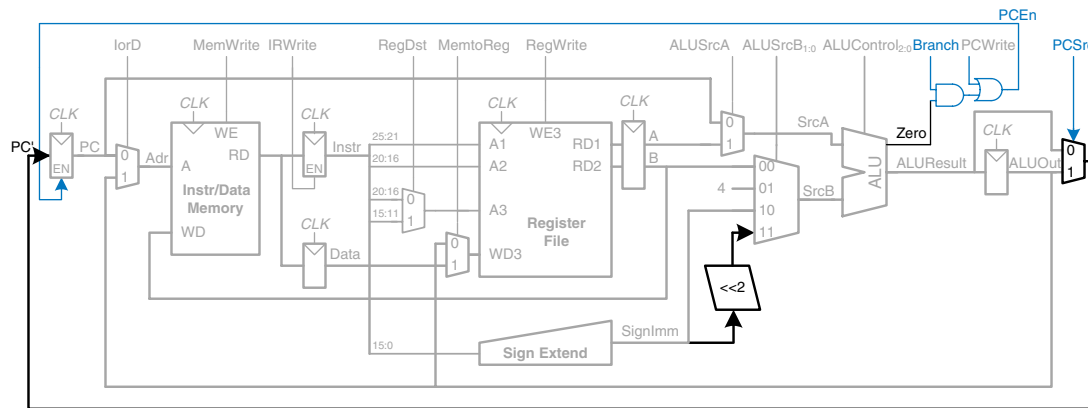 PCEn
IorD MemWrite IRWrite RegDst MemtoReg RegWrite ALUSrcA ALUSrcB1:0 ALUControl2:0 Branch PCWrite PCSrc
CLK CLK CLK CLK CLK CLK
PC' EN PC 0 1 Adr
A WE RD
Instr/Data
Memory
WD
EN Instr
CLK
Data
25:21
20:16
20:16
15:11
15:0
0
1
0
1
A1 WE3 RD1
A2 RD2
A3
Register
File
WD3
A
B
0
1
SrcA
00
4 01
10
11
SrcB
<<2
SignImm
Sign Extend
Zero
ALU
ALUResult
ALUOut
0
1